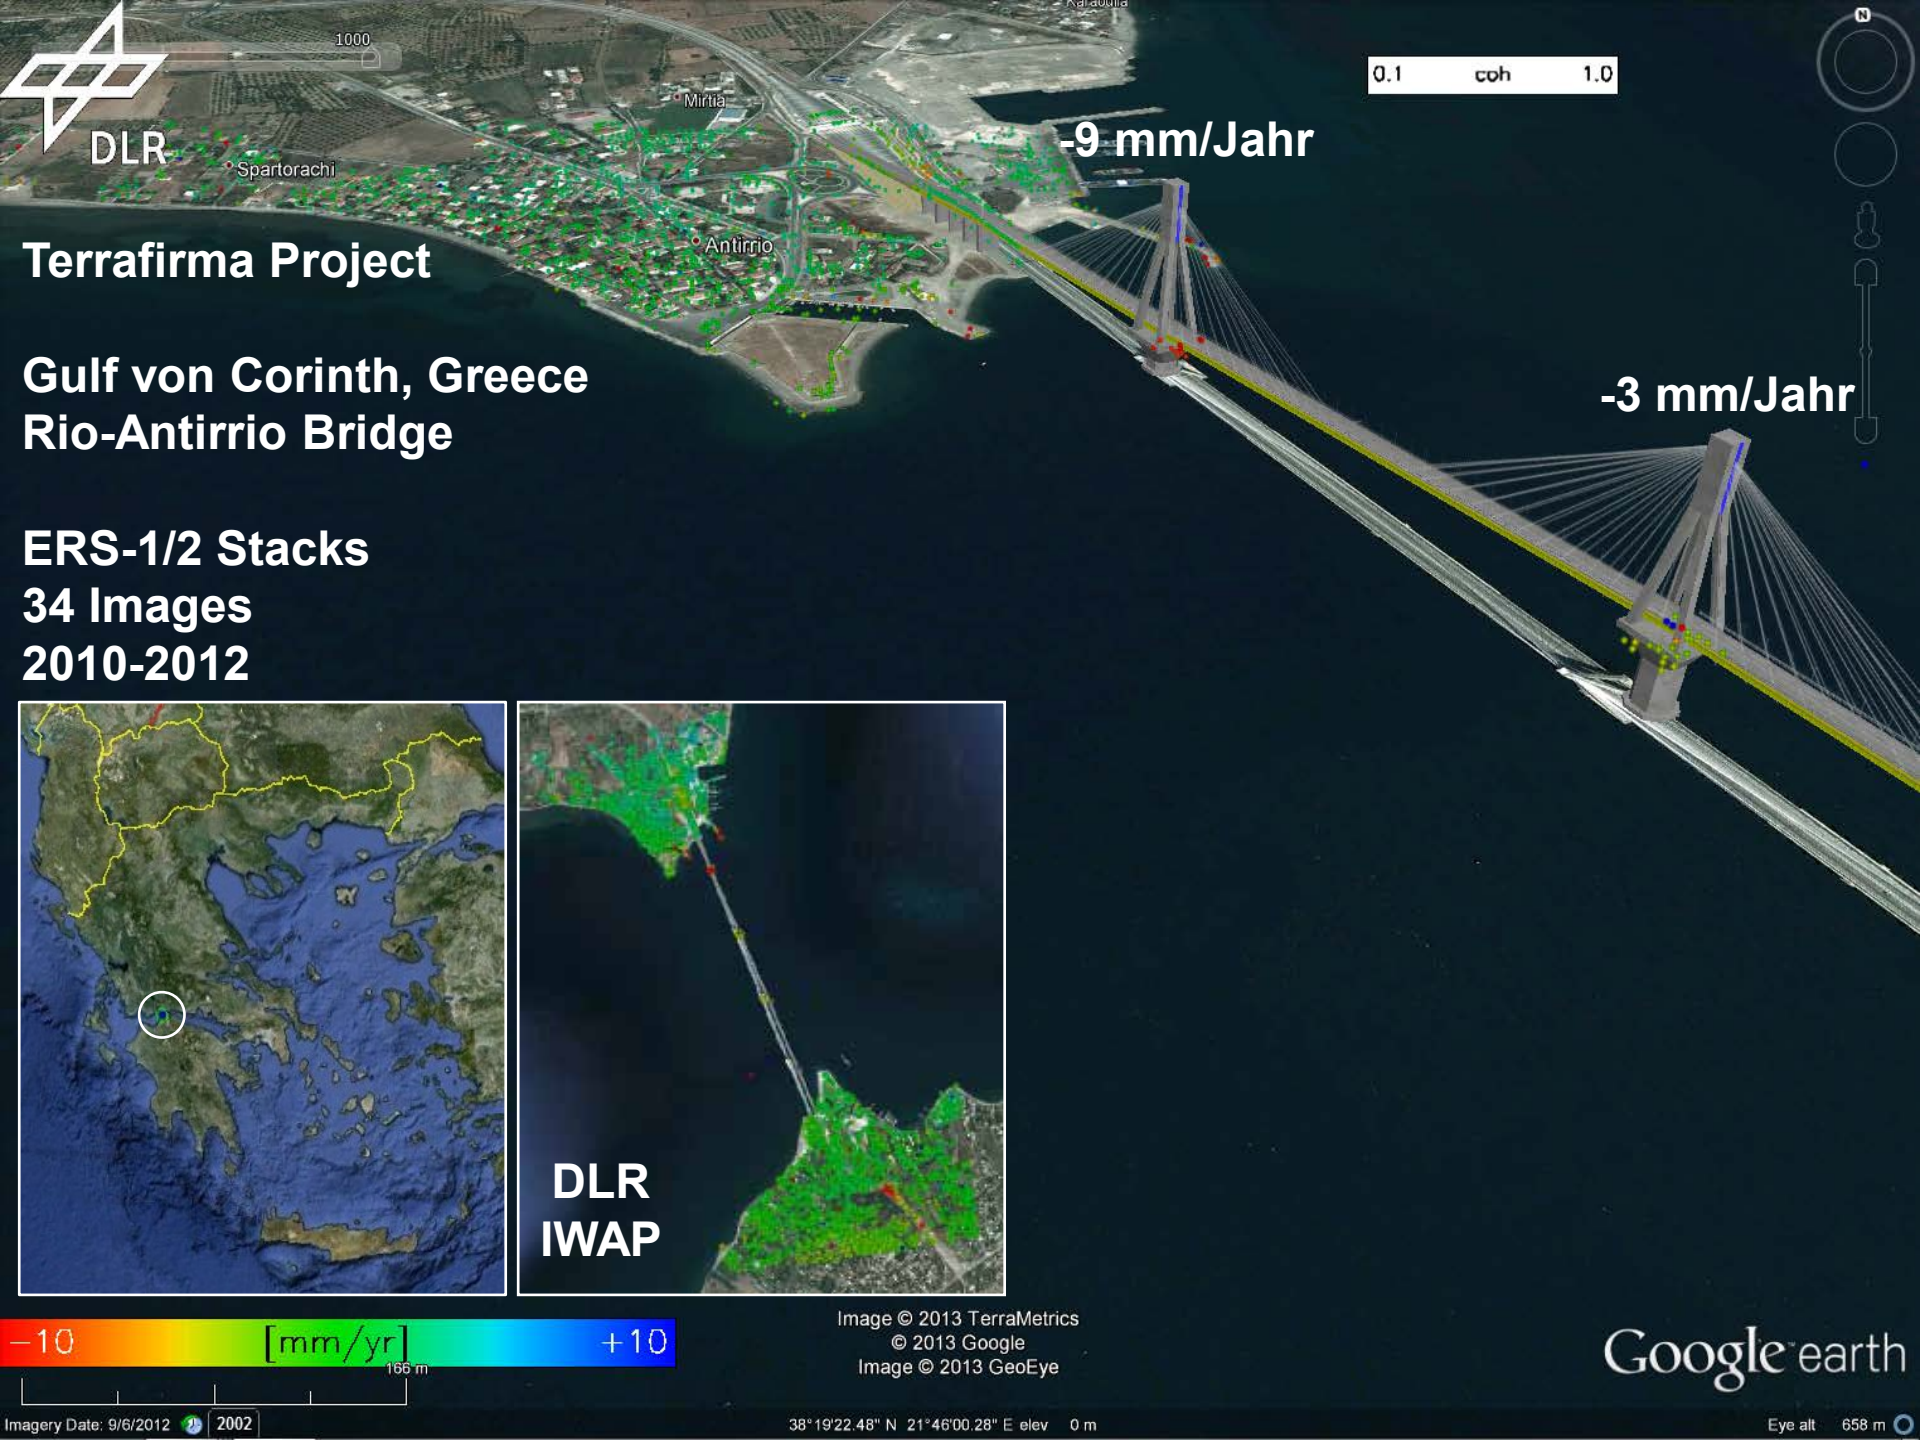 Karaoulia
1000
Mirtia
0.1 coh 1.0
-9 mm/Jahr
DLR
Spartorachi
Antirrio
Terrafirma Project
Gulf von Corinth, Greece
Rio-Antirrio Bridge
-3 mm/Jahr
ERS-1/2 Stacks
34 Images
2010-2012
DLR
IWAP
-10 [mm/yr] +10
166 m
Image © 2013 TerraMetrics
© 2013 Google
Image © 2013 GeoEye
Google earth
Imagery Date: 9/6/2012 2002
38°19'22.48" N 21°46'00.28" E elev 0 m
Eye alt 658 m
N